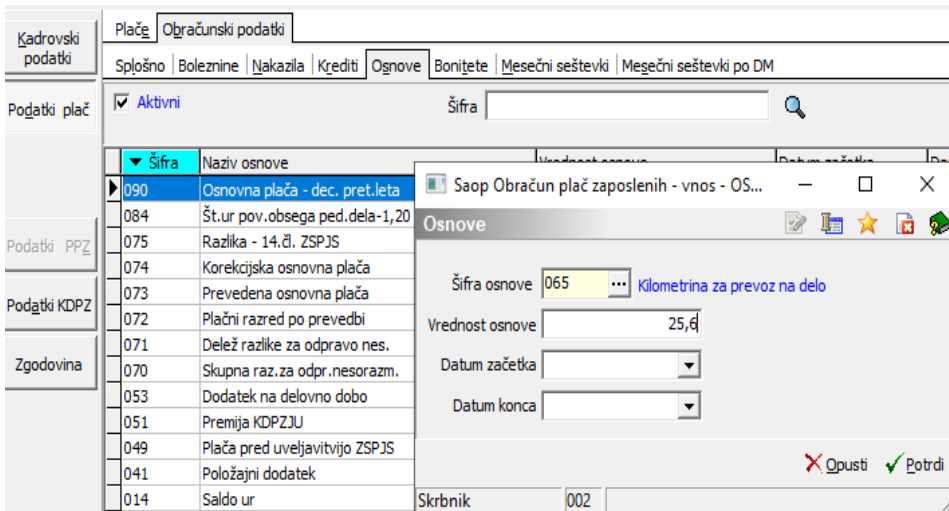 Kadrovski podatki
Podatki plač
Podatki PPZ
Podatki KDPZ
Zgodovina
Plače Obračunski podatki
Splošno Boleznine Nakazila Krediti Osnove Bonitete Mesečni seštevki Mesečni seštevki po DM
Aktivni Šifra
Šifra Naziv osnove Vrednost osnove Datum začetka
090 Osnovna plača - dec. pret.leta
084 Št.ur pov.obsega ped.dela-1,20
075 Razlika - 14.čl. ZSPJS
074 Korekcijska osnovna plača
073 Prevedena osnovna plača
072 Plačni razred po prevedbi
071 Delež razlike za odpravo nes.
070 Skupna raz.za odpr.nesorazm.
053 Dodatek na delovno dobo
051 Premija KDPZJU
049 Plača pred uveljavitvijo ZSPJS
041 Položajni dodatek
014 Saldo ur
Saop Obračun plač zaposlenih - vnos - OS...
Osnove
Šifra osnove 065 ... Kilometrina za prevoz na delo
Vrednost osnove 25,6
Datum začetka
Datum konca
Opusti Potrdi
Skrbnik 002